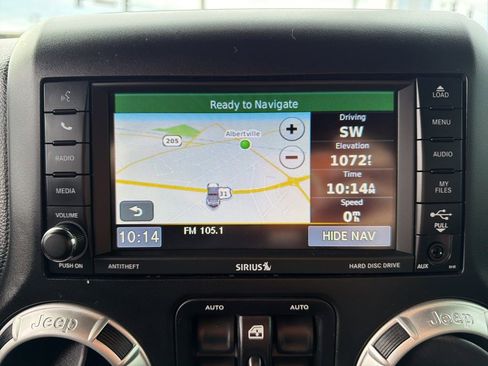 Ready to Navigate
LOAD
MENU
AUDIO
MY FILES
PULL
AUX
RADIO
MEDIA
VOLUME
PUSH ON
Albertville
205
31
Driving
SW
Elevation
1072
Time
10:14
Speed
0
10:14
FM 105.1
HIDE NAV
ANTITHEFT
SIRIUS
HARD DISC DRIVE
AUTO
AUTO
Jeep
Jeep